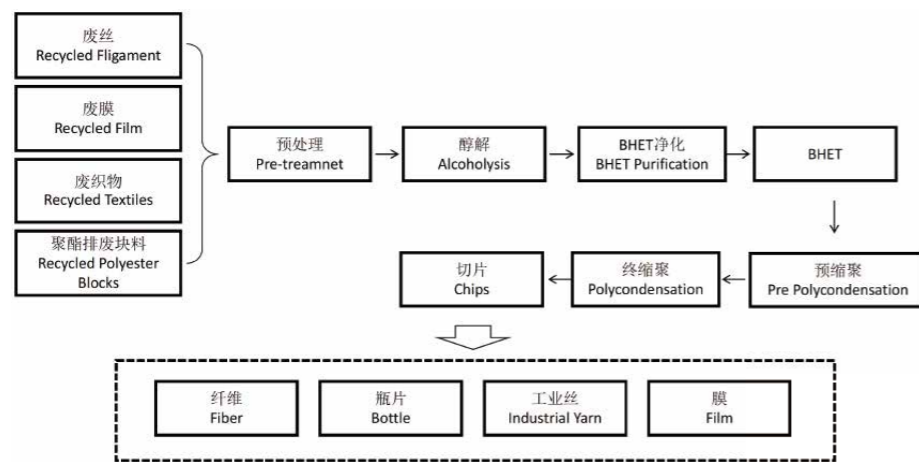 废丝
Recycled Fligament
废膜
Recycled Film
废织物
Recycled Textiles
聚酯排废块料
Recycled Polyester
Blocks
预处理
Pre-treamnet
醇解
Alcoholysis
BHET净化
BHET Purification
BHET
预缩聚
Pre Polycondensation
终缩聚
Polycondensation
切片
Chips
纤维
Fiber
瓶片
Bottle
工业丝
Industrial Yarn
膜
Film